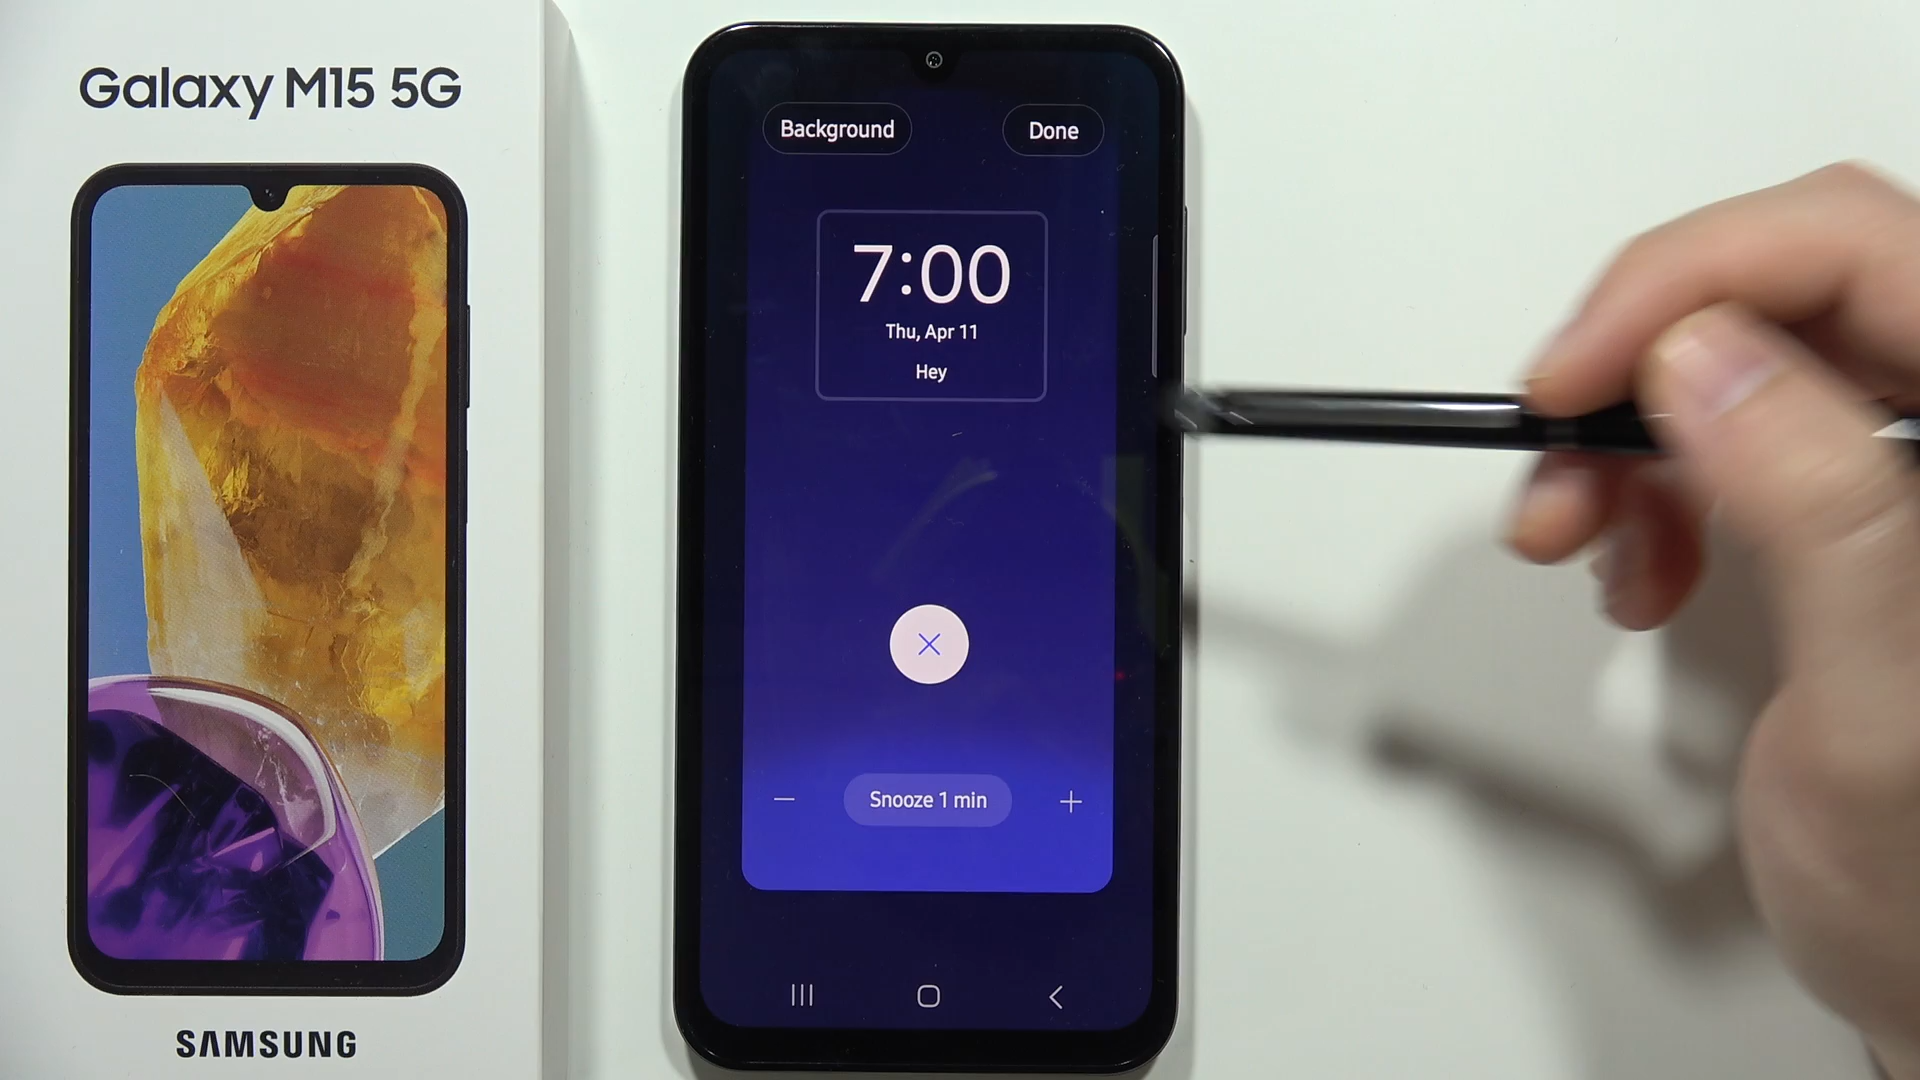 Galaxy M15 5G
SAMSUNG
Background
Done
7:00
Thu, Apr 11
Hey
Snooze 1 min